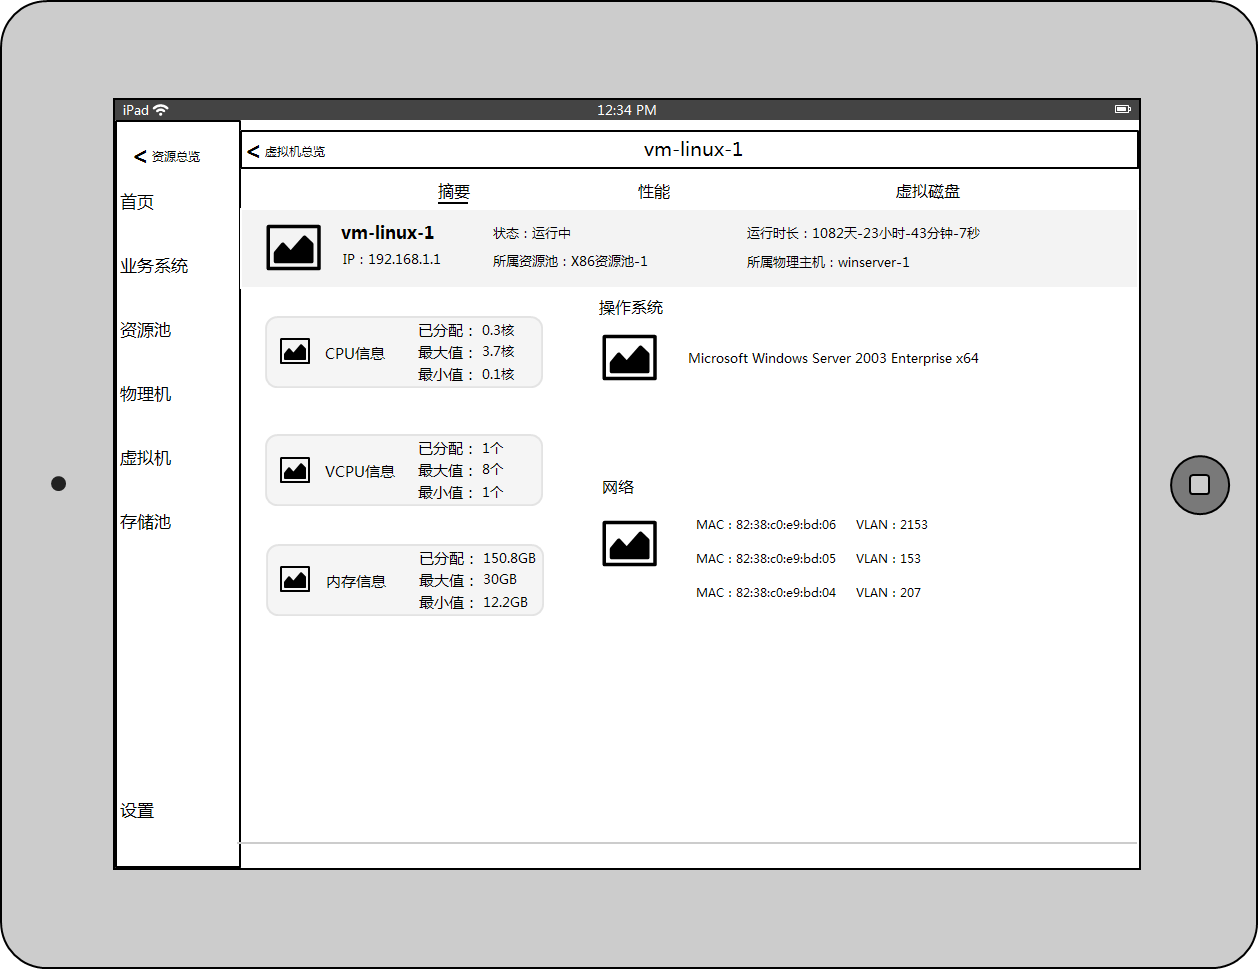 iPad 12:34 PM
< 资源总览
首页
业务系统
资源池
物理机
虚拟机
存储池
设置
< 虚拟机总览
vm-linux-1
摘要 性能 虚拟磁盘
vm-linux-1
IP：192.168.1.1
状态：运行中
所属资源池：X86资源池-1
运行时长：1082天-23小时-43分钟-7秒
所属物理主机：winserver-1
CPU信息
已分配： 0.3核
最大值： 3.7核
最小值： 0.1核
VCPU信息
已分配： 1个
最大值： 8个
最小值： 1个
内存信息
已分配： 150.8GB
最大值： 30GB
最小值： 12.2GB
操作系统
Microsoft Windows Server 2003 Enterprise x64
网络
MAC：82:38:c0:e9:bd:06 VLAN：2153
MAC：82:38:c0:e9:bd:05 VLAN：153
MAC：82:38:c0:e9:bd:04 VLAN：207